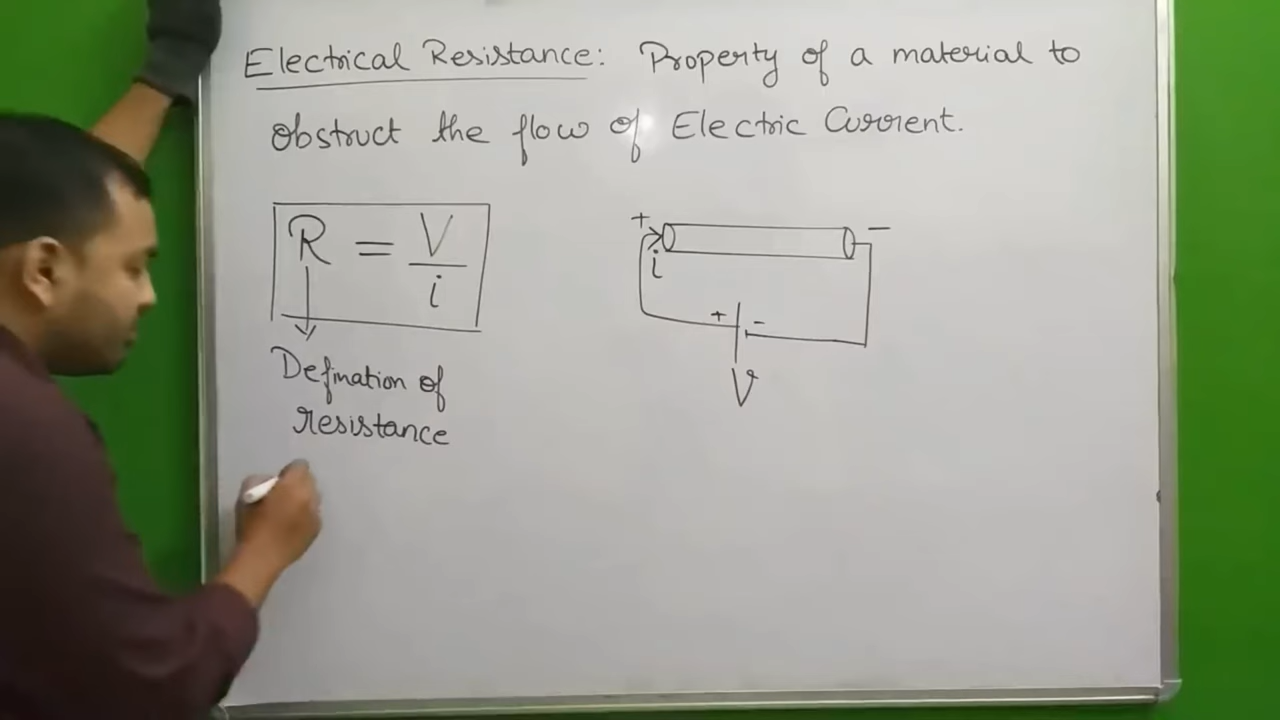 Electrical Resistance: Property of a material to
obstruct the flow of Electric Current.
R = V/i
Defination of
resistance
+ −
i
+ -
V